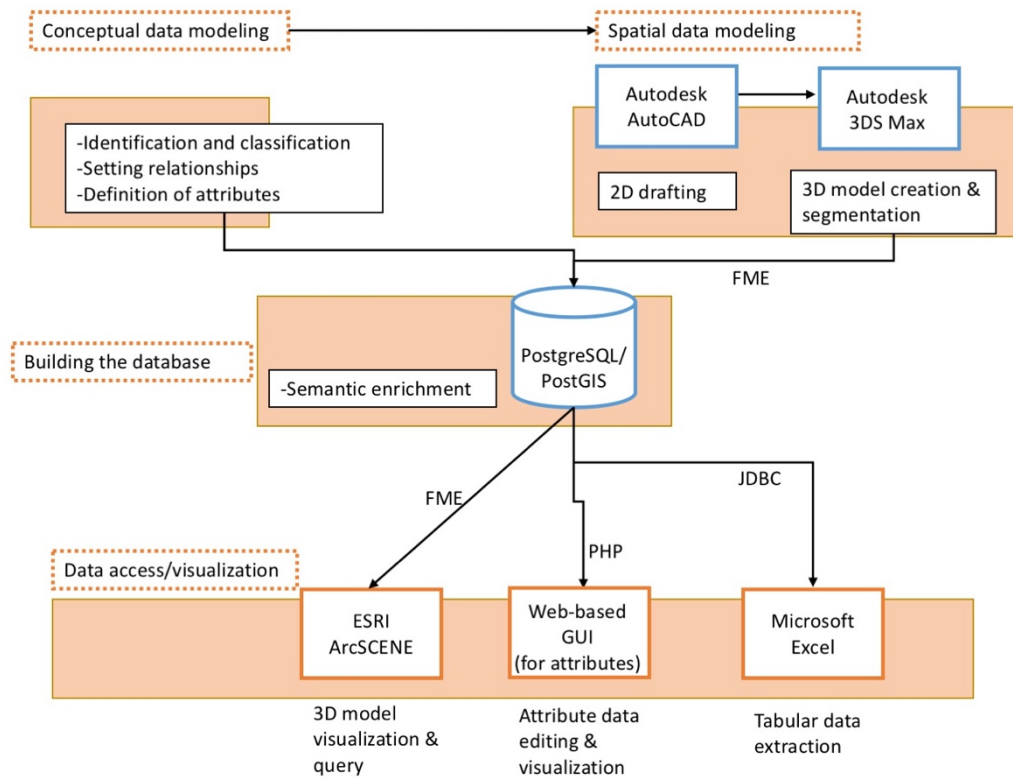 Conceptual data modeling
Spatial data modeling
Autodesk
AutoCAD
Autodesk
3DS Max
-Identification and classification
-Setting relationships
-Definition of attributes
2D drafting
3D model creation &
segmentation
FME
Building the database
-Semantic enrichment
PostgreSQL/
PostGIS
FME
PHP
JDBC
Data access/visualization
ESRI
ArcSCENE
Web-based
GUI
(for attributes)
Microsoft
Excel
3D model
visualization &
query
Attribute data
editing &
visualization
Tabular data
extraction